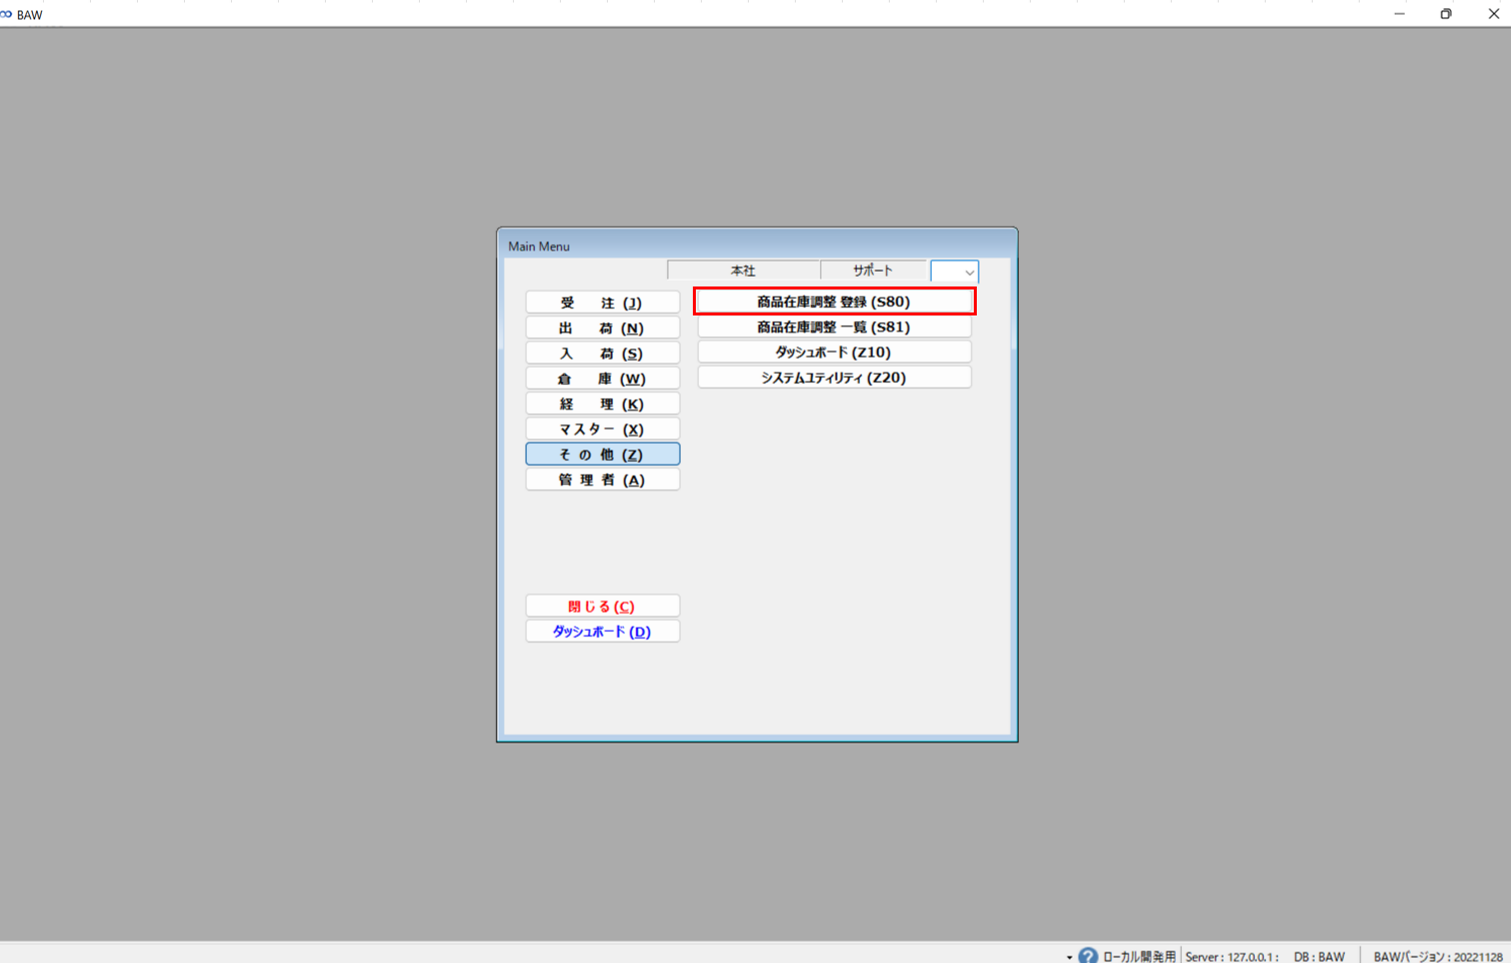 BAW
Main Menu
本社 サポート
受 注 (J) 商品在庫調整 登録 (S80)
出 荷 (N) 商品在庫調整 一覧 (S81)
入 荷 (S) ダッシュボード (Z10)
倉 庫 (W) システムユティリティ (Z20)
経 理 (K)
マスター (X)
そ の 他 (Z)
管 理 者 (A)
閉じる(C)
ダッシュボード (D)
ローカル開発用 Server : 127.0.0.1 : DB : BAW BAWバージョン : 20221128